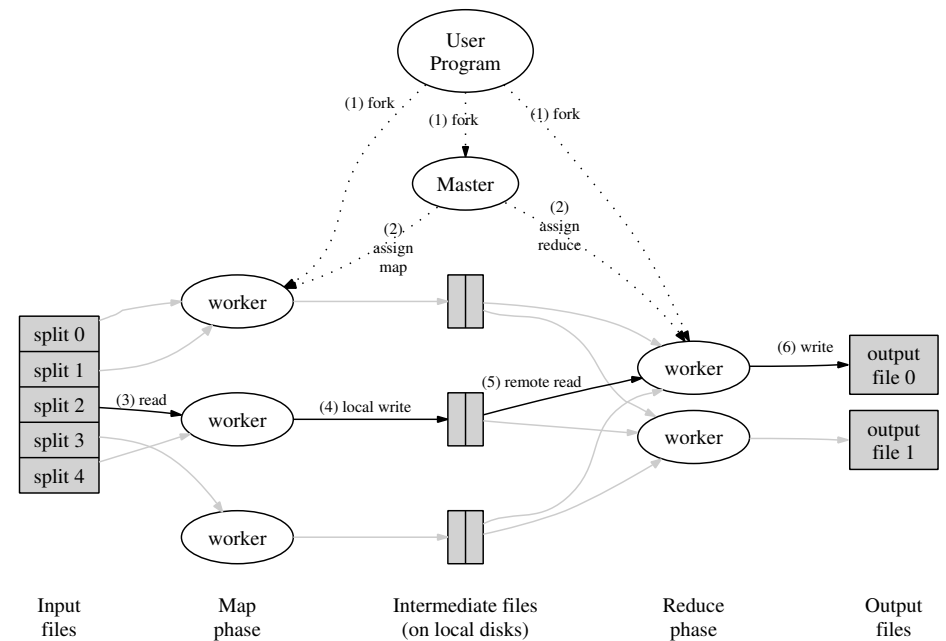 User
Program
(1) fork
(1) fork
(1) fork
Master
(2)
assign
map
(2)
assign
reduce
worker
split 0
split 1
split 2
split 3
split 4
(3) read
worker
(4) local write
worker
(5) remote read
worker
worker
(6) write
output
file 0
output
file 1
Input
files
Map
phase
Intermediate files
(on local disks)
Reduce
phase
Output
files